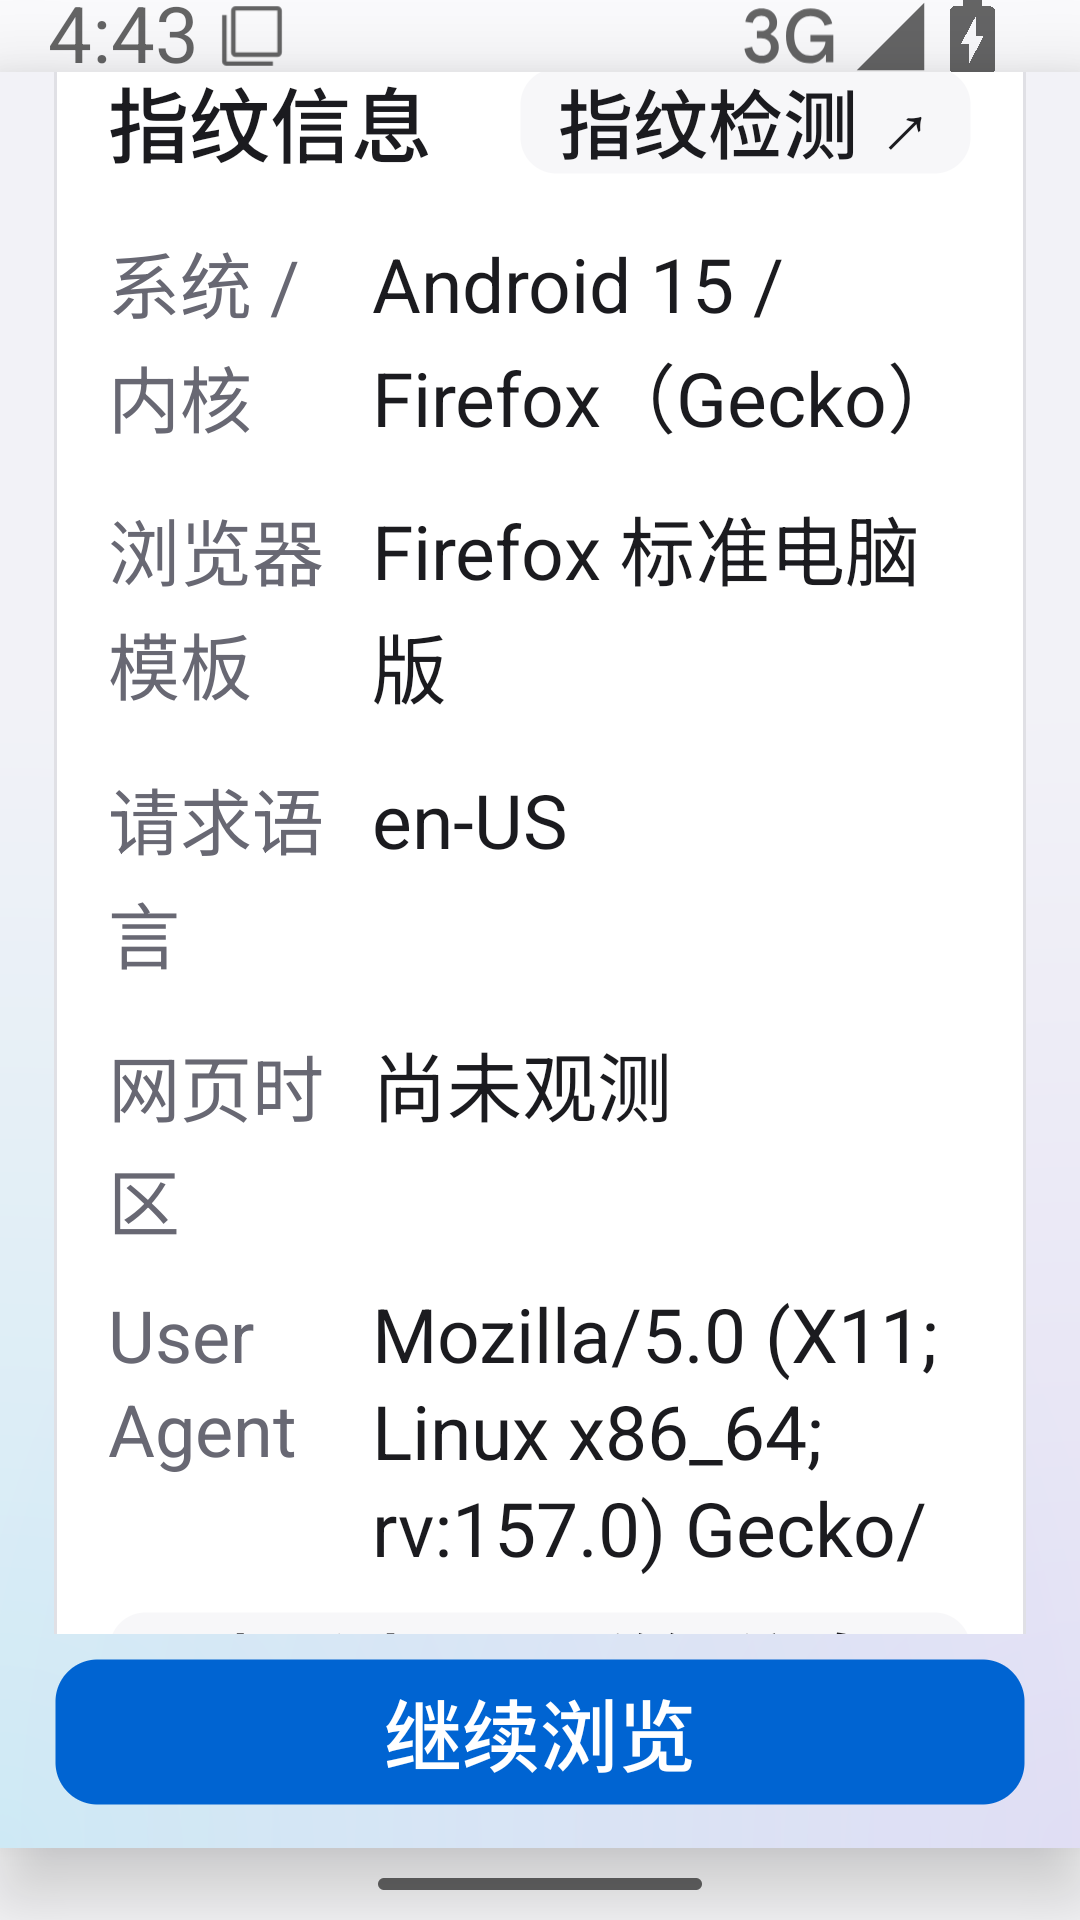 4:43 3G
指纹信息 指纹检测 ↗
系统 / Android 15 /
内核 Firefox（Gecko）
浏览器 Firefox 标准电脑
模板 版
请求语 en-US
言
网页时 尚未观测
区
User Mozilla/5.0 (X11;
Agent Linux x86_64;
rv:157.0) Gecko/
继续浏览